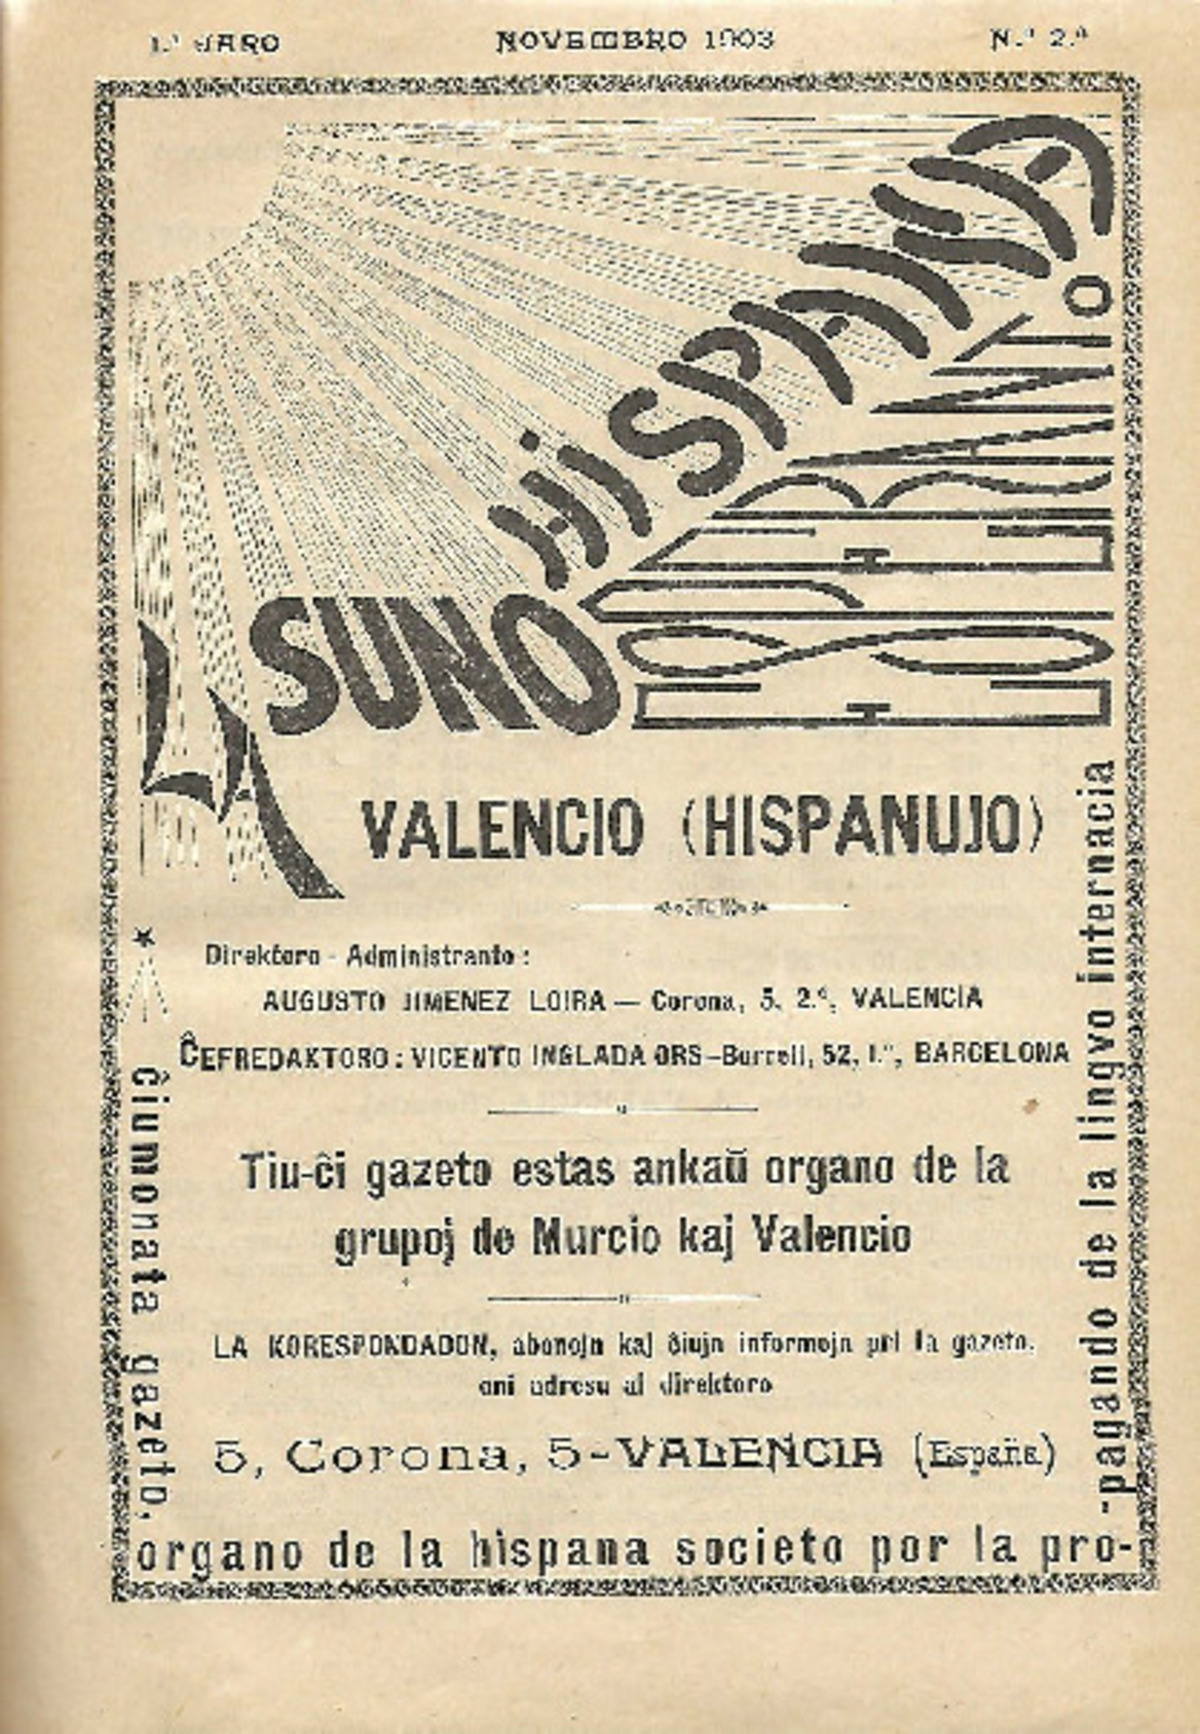 1.ª JARO NOVEMBRO 1903 N.º 2.º
LA SUNO HISPANA
ESPERANTO
VALENCIO (HISPANUJO)
Direktoro - Administranto:
AUGUSTO JIMENEZ LOIRA — Corona, 5, 2.ª, VALENCIA
ĈEFREDAKTORO: VICENTO INGLADA ORS—Burrell, 52, 1.º, BARCELONA
Tiu-ĉi gazeto estas ankaŭ organo de la
grupoj de Murcio kaj Valencio
LA KORESPONDADON, abonojn kaj ĉiujn informojn pri la gazeto,
oni adresu al direktoro
5, Corona, 5-VALENCIA (España)
ĉiumonata gazeto,
organo de la hispana societo por la pro-
-pagando de la lingvo internacia